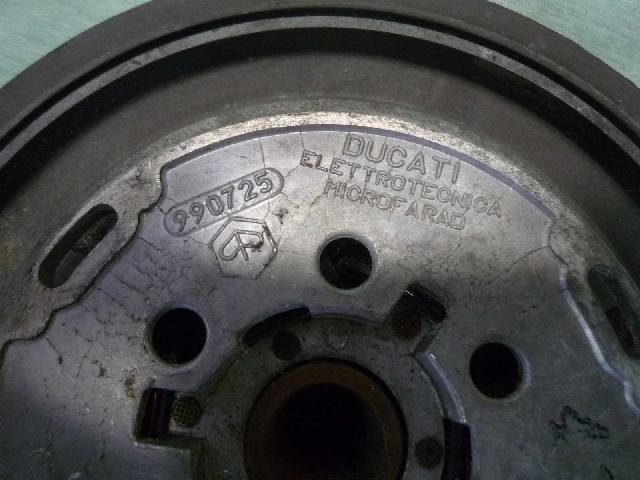 DUCATI
ELETTROTECNICA
MICROFARAD
990725